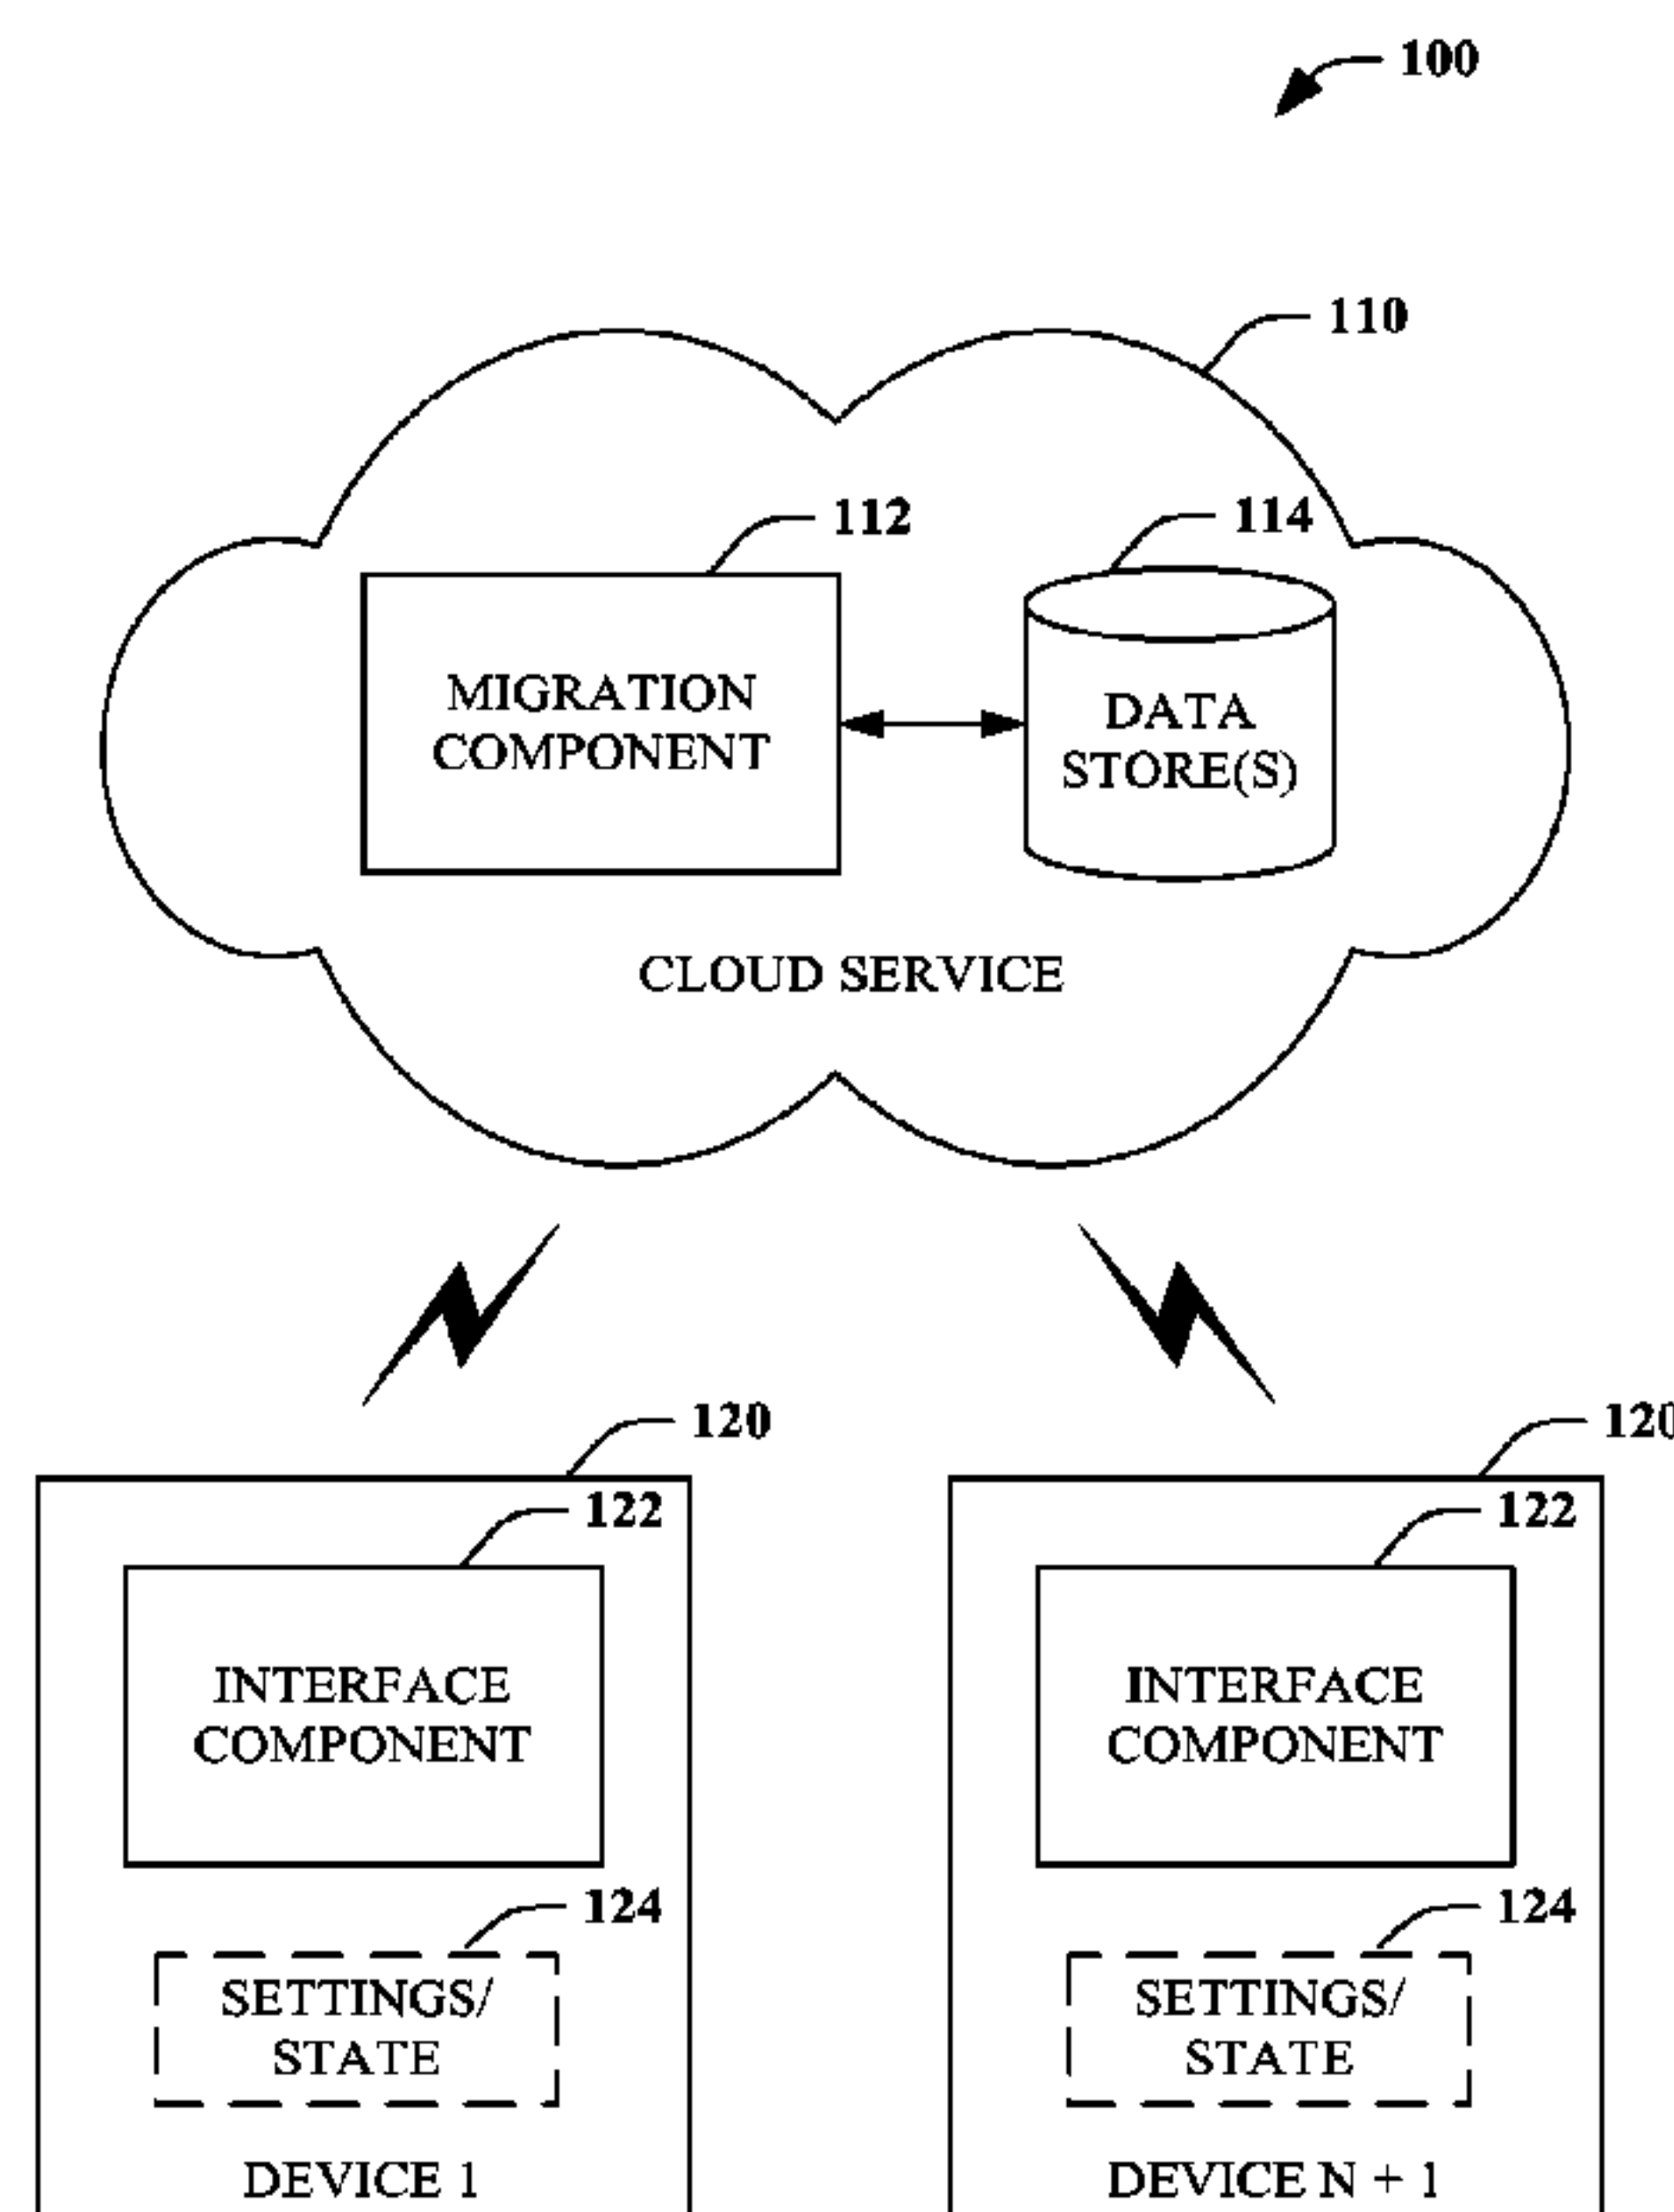 100
110
112
114
MIGRATION
COMPONENT
DATA
STORE(S)
CLOUD SERVICE
120
120
122
122
INTERFACE
COMPONENT
INTERFACE
COMPONENT
124
124
SETTINGS/
STATE
SETTINGS/
STATE
DEVICE 1
DEVICE N + 1